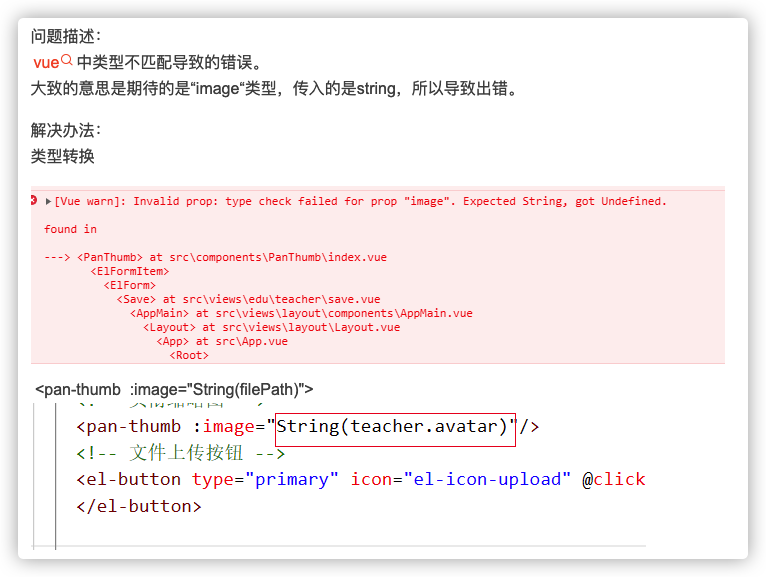 问题描述：
vue中类型不匹配导致的错误。
大致的意思是期待的是“image“类型，传入的是string，所以导致出错。
解决办法：
类型转换
[Vue warn]: Invalid prop: type check failed for prop "image". Expected String, got Undefined.
found in
---> <PanThumb> at src\components\PanThumb\index.vue
<ElFormItem>
<ElForm>
<Save> at src\views\edu\teacher\save.vue
<AppMain> at src\views\layout\components\AppMain.vue
<Layout> at src\views\layout\Layout.vue
<App> at src\App.vue
<Root>
<pan-thumb :image="String(filePath)">
<pan-thumb :image="String(teacher.avatar)"/>
<!-- 文件上传按钮 -->
<el-button type="primary" icon="el-icon-upload" @click
</el-button>